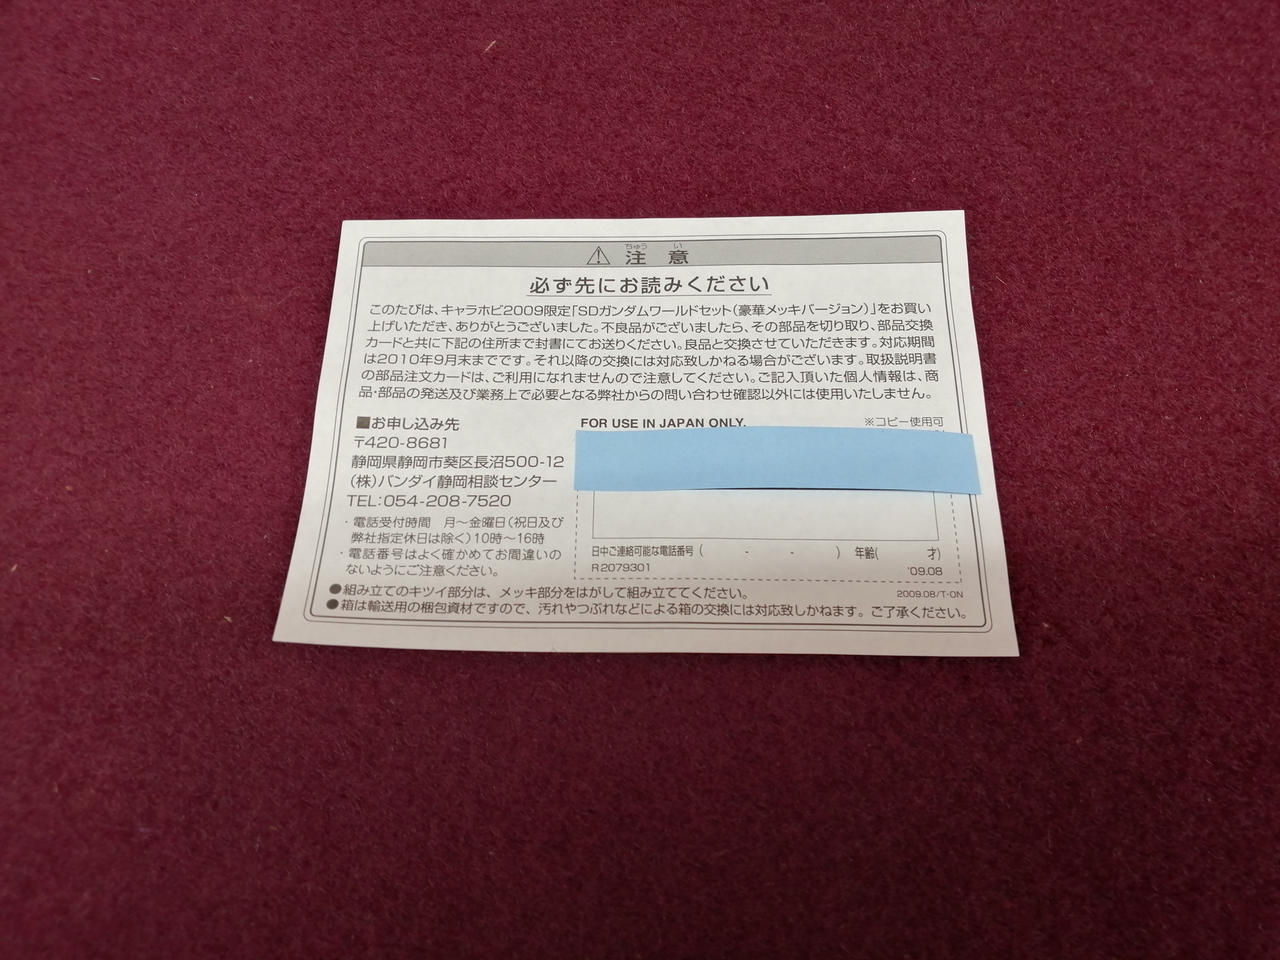 ちゅう い
⚠ 注 意
必ず先にお読みください
このたびは、キャラホビ2009限定「SDガンダムワールドセット(豪華メッキバージョン)」をお買い
上げいただき、ありがとうございました。不良品がございましたら、その部品を切り取り、部品交換
カードと共に下記の住所まで封書にてお送りください。良品と交換させていただきます。対応期間
は2010年9月末までです。それ以降の交換には対応致しかねる場合がございます。取扱説明書
の部品注文カードは、ご利用になれませんので注意してください。ご記入頂いた個人情報は、商
品・部品の発送及び業務上で必要となる弊社からの問い合わせ確認以外には使用いたしません。
■お申し込み先
〒420-8681
静岡県静岡市葵区長沼500-12
(株)バンダイ静岡相談センター
TEL:054-208-7520
・電話受付時間 月〜金曜日(祝日及び
弊社指定休日は除く)10時〜16時
・電話番号はよく確かめてお間違いの
ないようにご注意ください。
FOR USE IN JAPAN ONLY.
※コピー使用可
日中ご連絡可能な電話番号( - - ) 年齢( 才)
R2079301
'09.08
●組み立てのキツイ部分は、メッキ部分をはがして組み立ててください。
2009.08/T-ON
●箱は輸送用の梱包資材ですので、汚れやつぶれなどによる箱の交換には対応致しかねます。ご了承ください。